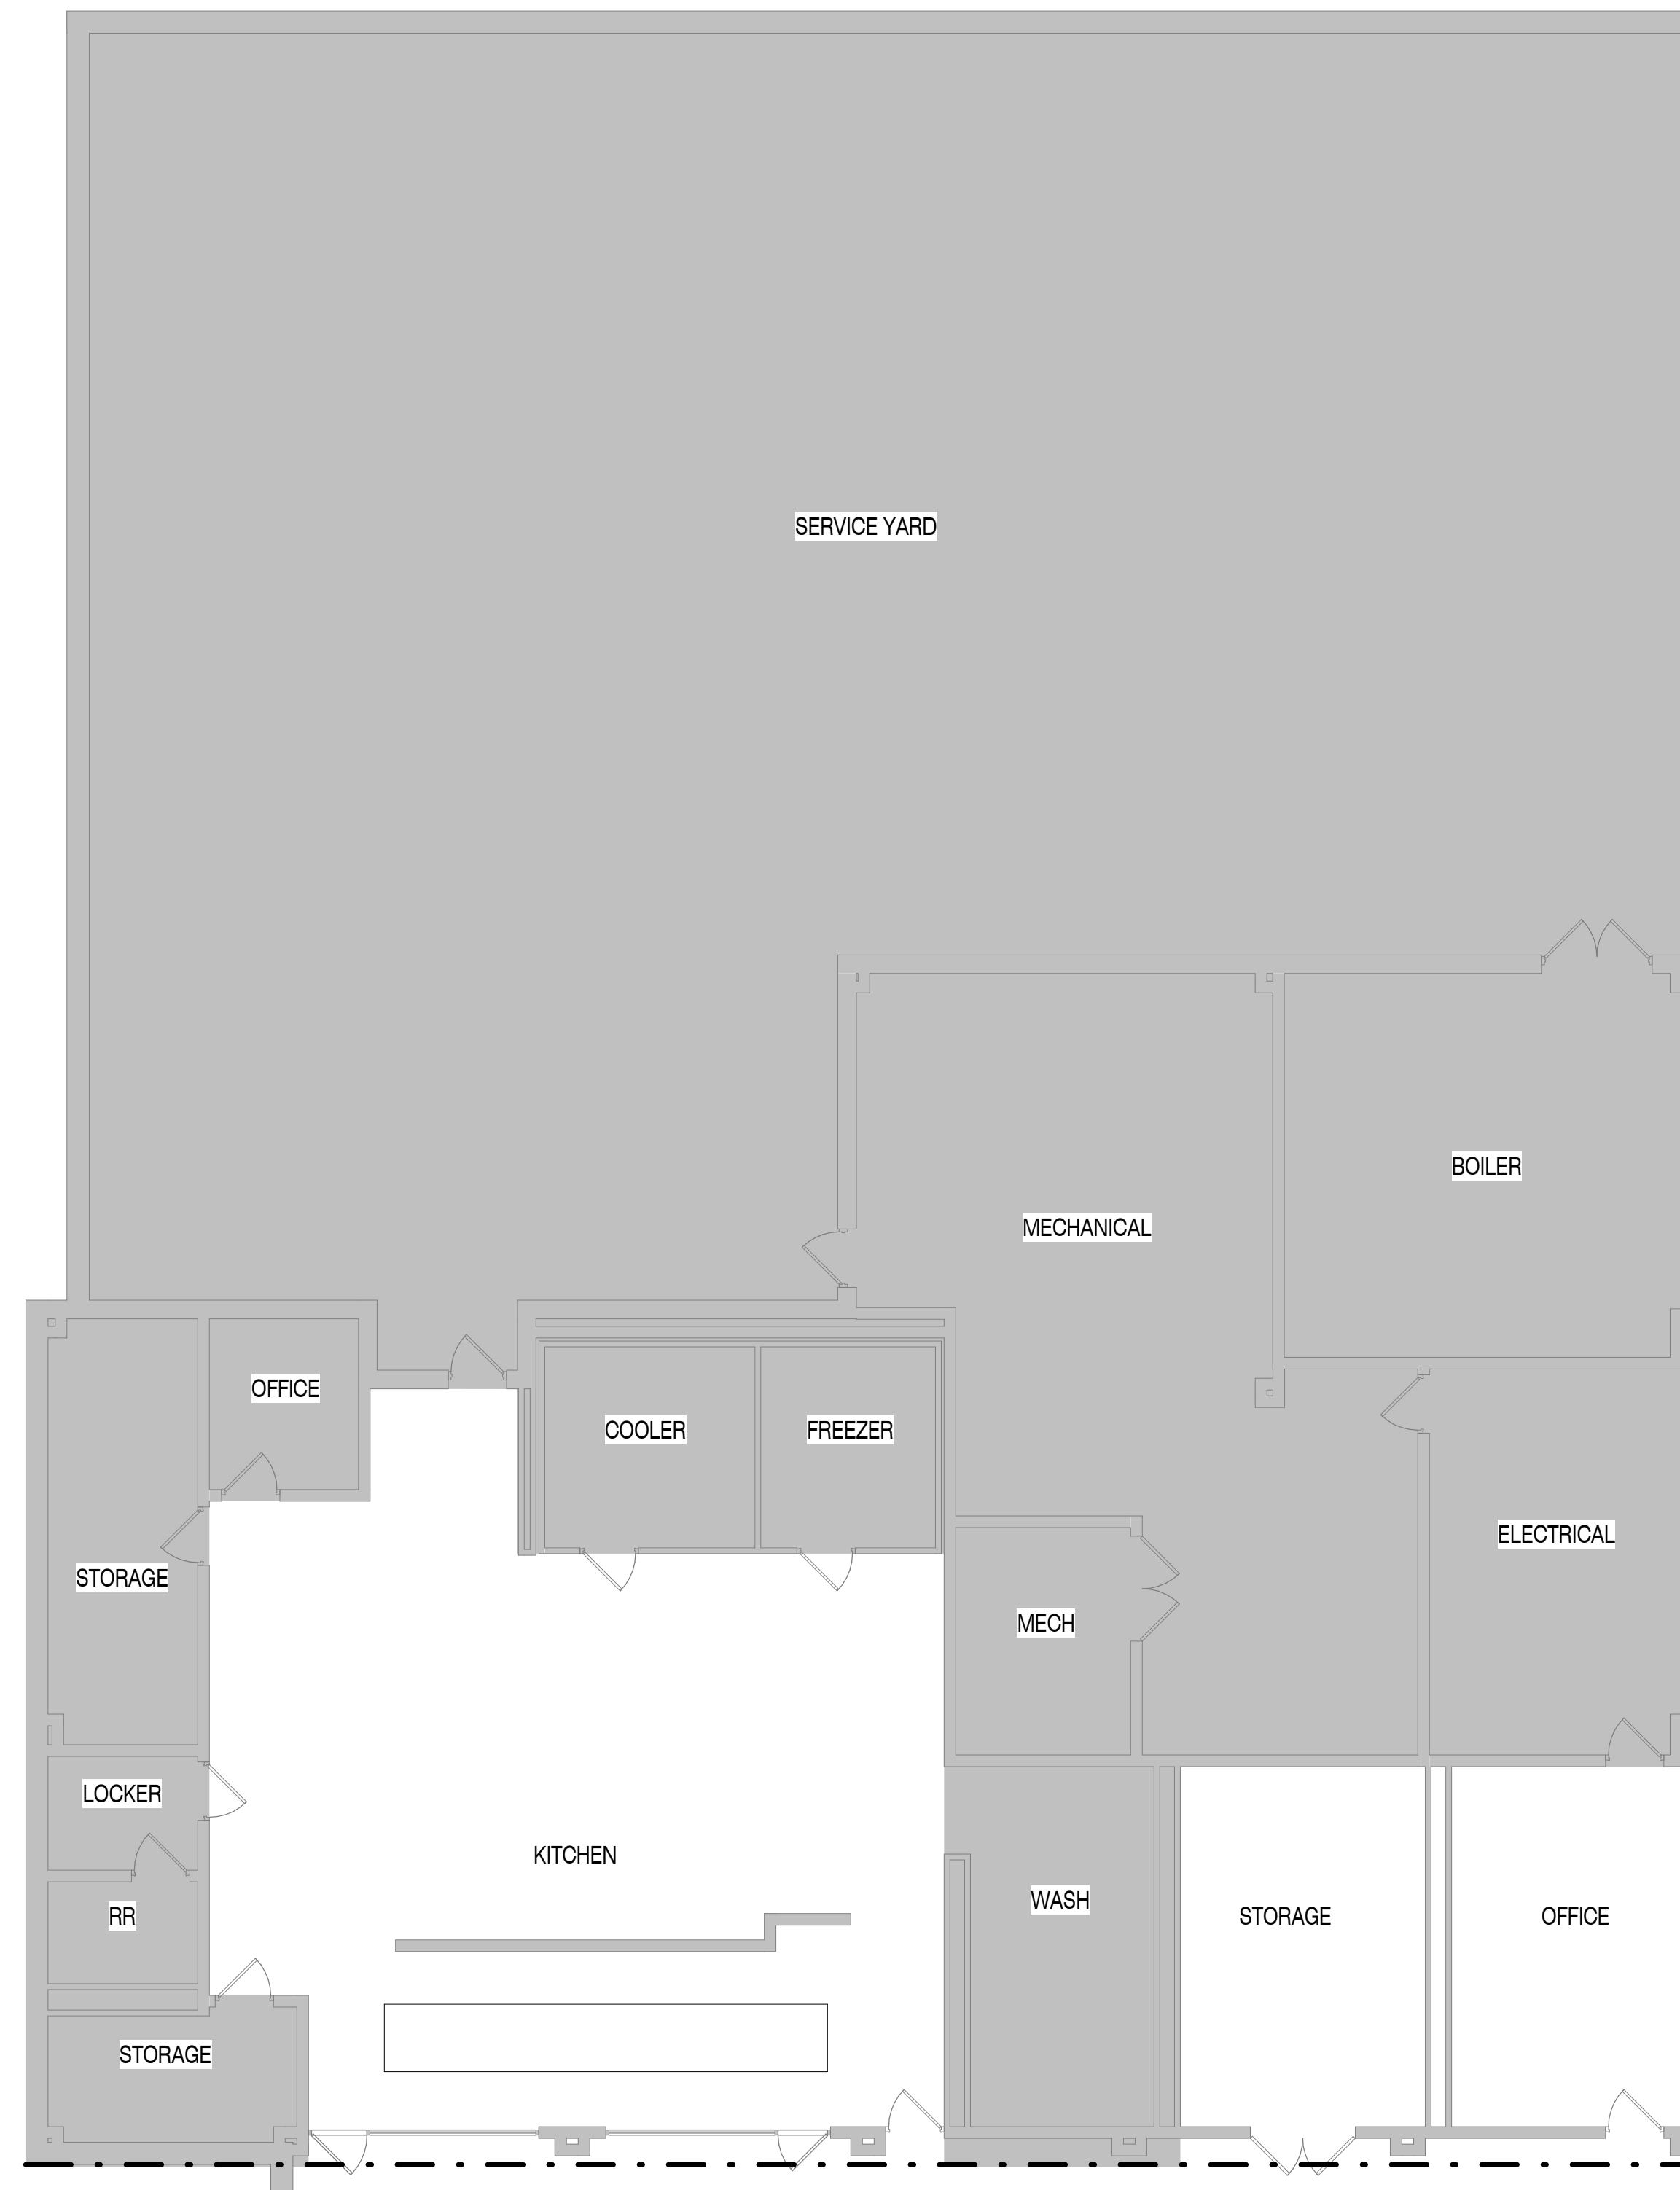 SERVICE YARD
BOILER
MECHANICAL
OFFICE
COOLER
FREEZER
ELECTRICAL
STORAGE
MECH
LOCKER
KITCHEN
WASH
RR
STORAGE
OFFICE
STORAGE